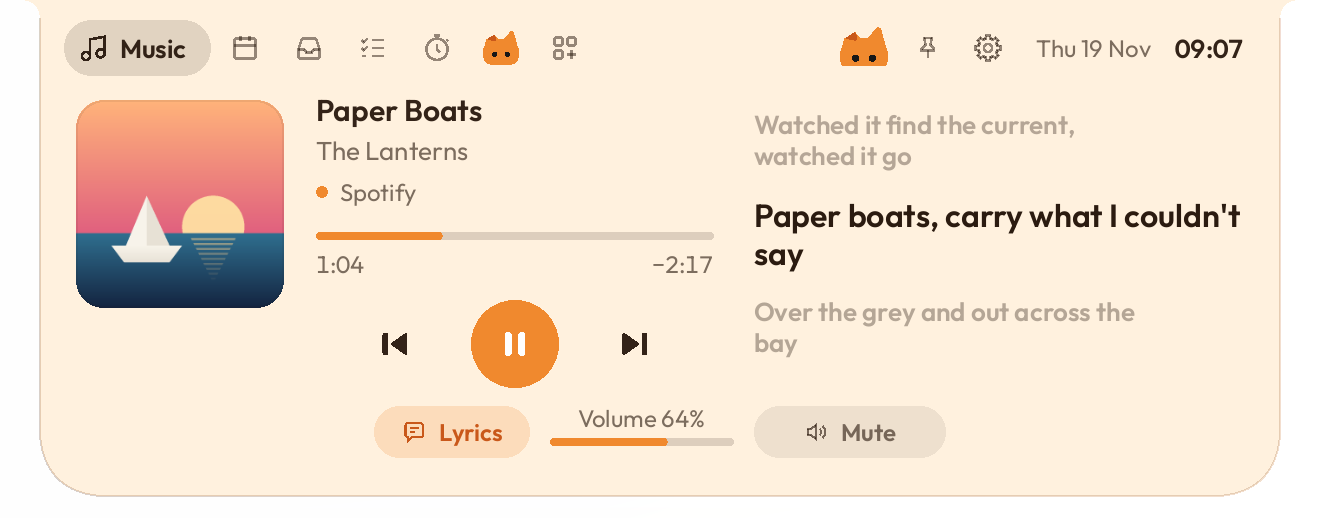 Music
Thu 19 Nov 09:07
Paper Boats
The Lanterns
Spotify
1:04 −2:17
Watched it find the current,
watched it go
Paper boats, carry what I couldn't
say
Over the grey and out across the
bay
Lyrics
Volume 64%
Mute